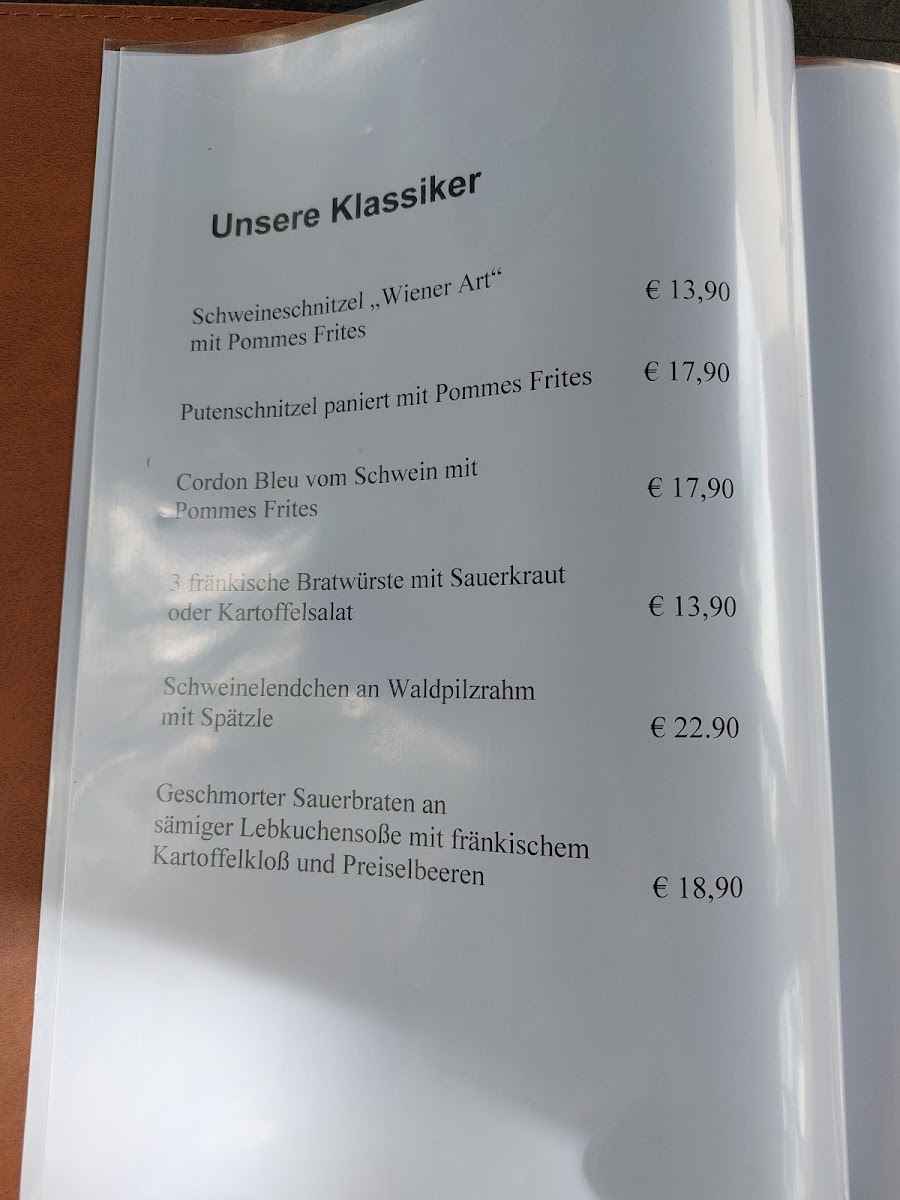 Unsere Klassiker
Schweineschnitzel „Wiener Art“
mit Pommes Frites
€ 13,90
Putenschnitzel paniert mit Pommes Frites
€ 17,90
Cordon Bleu vom Schwein mit
Pommes Frites
€ 17,90
3 fränkische Bratwürste mit Sauerkraut
oder Kartoffelsalat
€ 13,90
Schweinelendchen an Waldpilzrahm
mit Spätzle
€ 22.90
Geschmorter Sauerbraten an
sämiger Lebkuchensoße mit fränkischem
Kartoffelkloß und Preiselbeeren
€ 18,90